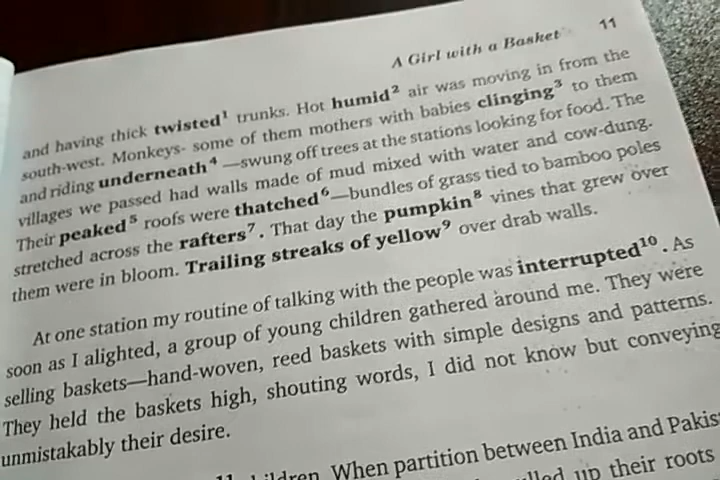 A Girl with a Basket 11
and having thick twisted¹ trunks. Hot humid² air was moving in from the
south-west. Monkeys- some of them mothers with babies clinging³ to them
and riding underneath⁴ —swung off trees at the stations looking for food. The
villages we passed had walls made of mud mixed with water and cow-dung.
Their peaked⁵ roofs were thatched⁶—bundles of grass tied to bamboo poles
stretched across the rafters⁷. That day the pumpkin⁸ vines that grew over
them were in bloom. Trailing streaks of yellow⁹ over drab walls.
At one station my routine of talking with the people was interrupted¹⁰. As
soon as I alighted, a group of young children gathered around me. They were
selling baskets—hand-woven, reed baskets with simple designs and patterns.
They held the baskets high, shouting words, I did not know but conveying
unmistakably their desire.
When partition between India and
up their roots